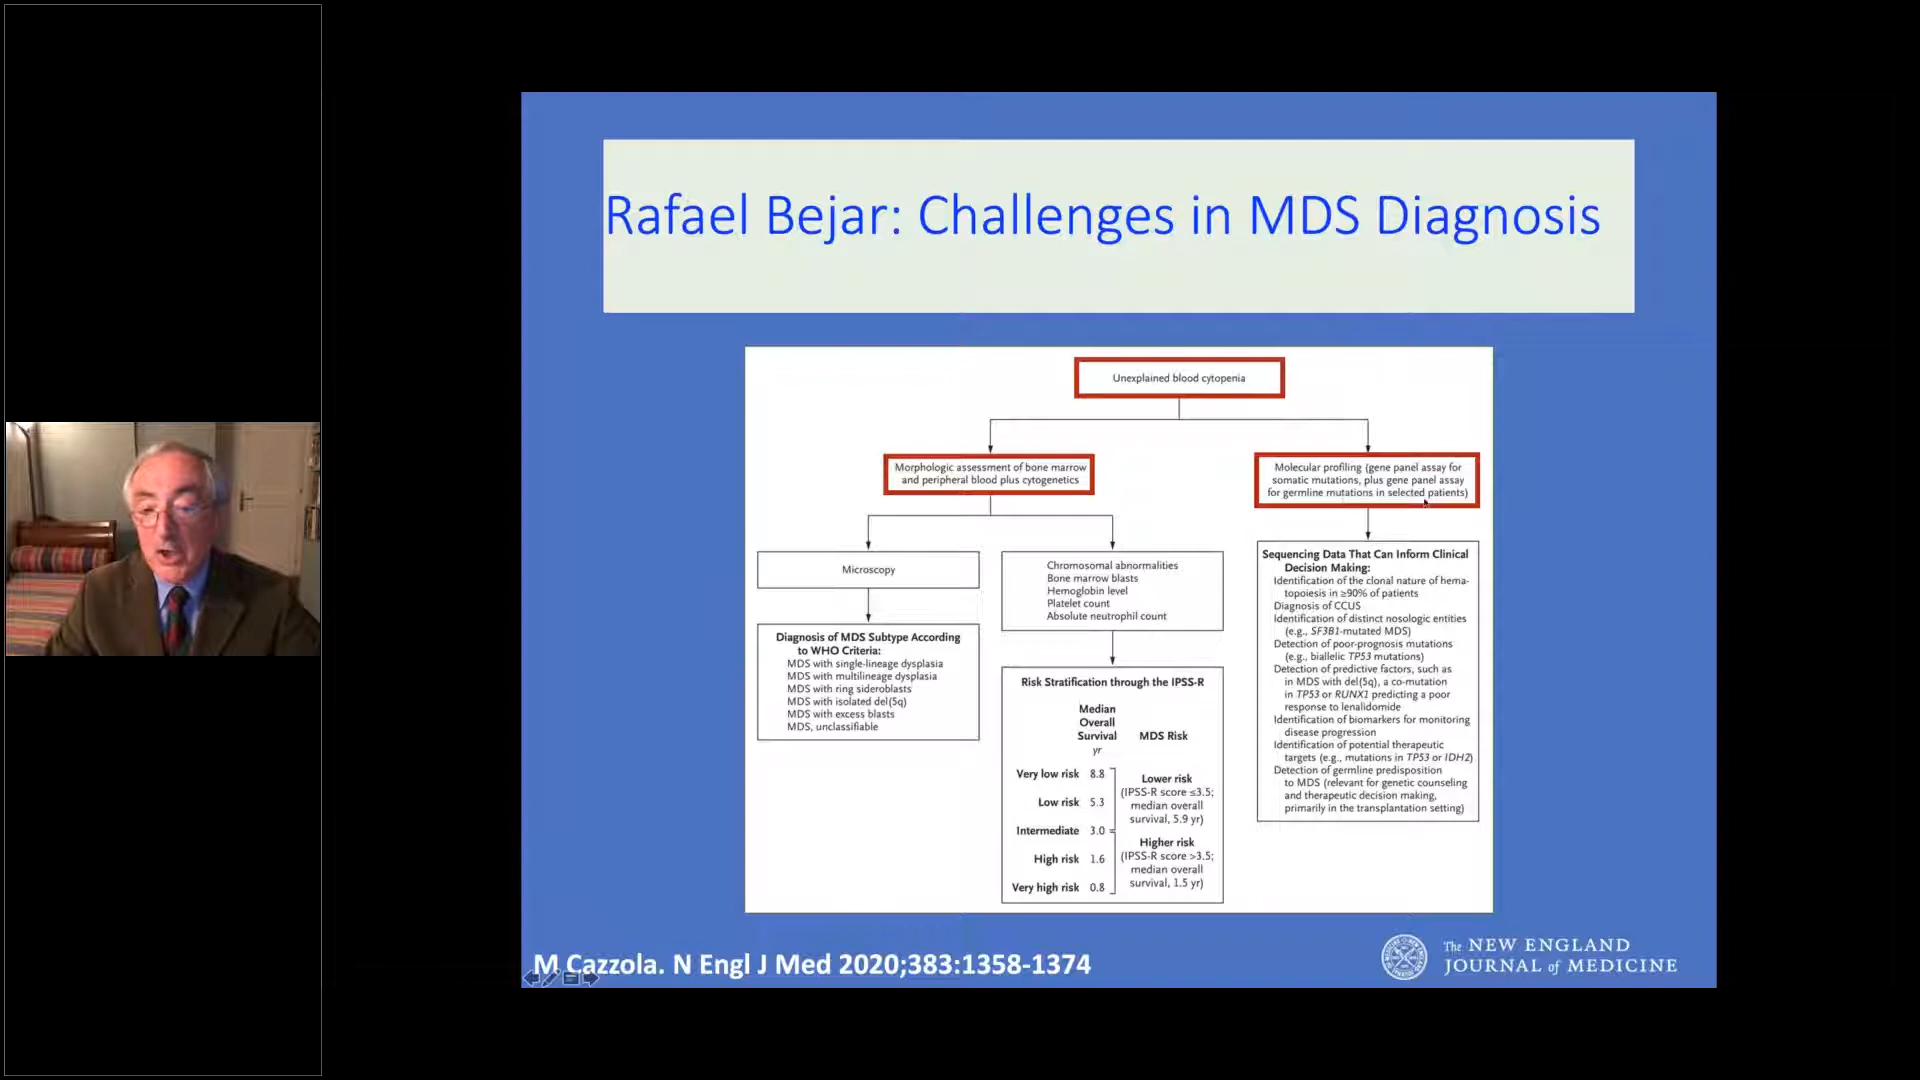 Rafael Bejar: Challenges in MDS Diagnosis
Unexplained blood cytopenia
Morphologic assessment of bone marrow
and peripheral blood plus cytogenetics
Molecular profiling (gene panel assay for
somatic mutations, plus gene panel assay
for germline mutations in selected patients)
Microscopy
Chromosomal abnormalities
Bone marrow blasts
Hemoglobin level
Platelet count
Absolute neutrophil count
Diagnosis of MDS Subtype According
to WHO Criteria:
MDS with single-lineage dysplasia
MDS with multilineage dysplasia
MDS with ring sideroblasts
MDS with isolated del(5q)
MDS with excess blasts
MDS, unclassifiable
Risk Stratification through the IPSS-R
Median
Overall
Survival MDS Risk
yr
Very low risk 8.8
Low risk 5.3
Intermediate 3.0
High risk 1.6
Very high risk 0.8
Lower risk
(IPSS-R score ≤3.5;
median overall
survival, 5.9 yr)
Higher risk
(IPSS-R score >3.5;
median overall
survival, 1.5 yr)
Sequencing Data That Can Inform Clinical
Decision Making:
Identification of the clonal nature of hema-
topoiesis in ≥90% of patients
Diagnosis of CCUS
Identification of distinct nosologic entities
(e.g., SF3B1-mutated MDS)
Detection of poor-prognosis mutations
(e.g., biallelic TP53 mutations)
Detection of predictive factors, such as
in MDS with del(5q), a co-mutation
in TP53 or RUNX1 predicting a poor
response to lenalidomide
Identification of biomarkers for monitoring
disease progression
Identification of potential therapeutic
targets (e.g., mutations in TP53 or IDH2)
Detection of germline predisposition
to MDS (relevant for genetic counseling
and therapeutic decision making,
primarily in the transplantation setting)
M Cazzola. N Engl J Med 2020;383:1358-1374
The NEW ENGLAND
JOURNAL of MEDICINE